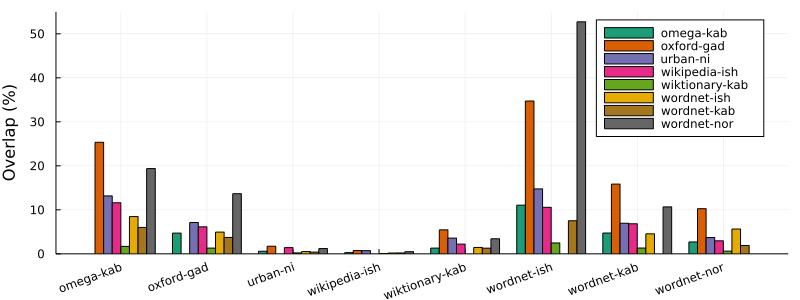 Overlap (%)
50
40
30
20
10
0
omega-kab
oxford-gad
urban-ni
wikipedia-ish
wiktionary-kab
wordnet-ish
wordnet-kab
wordnet-nor
omega-kab
oxford-gad
urban-ni
wikipedia-ish
wiktionary-kab
wordnet-ish
wordnet-kab
wordnet-nor